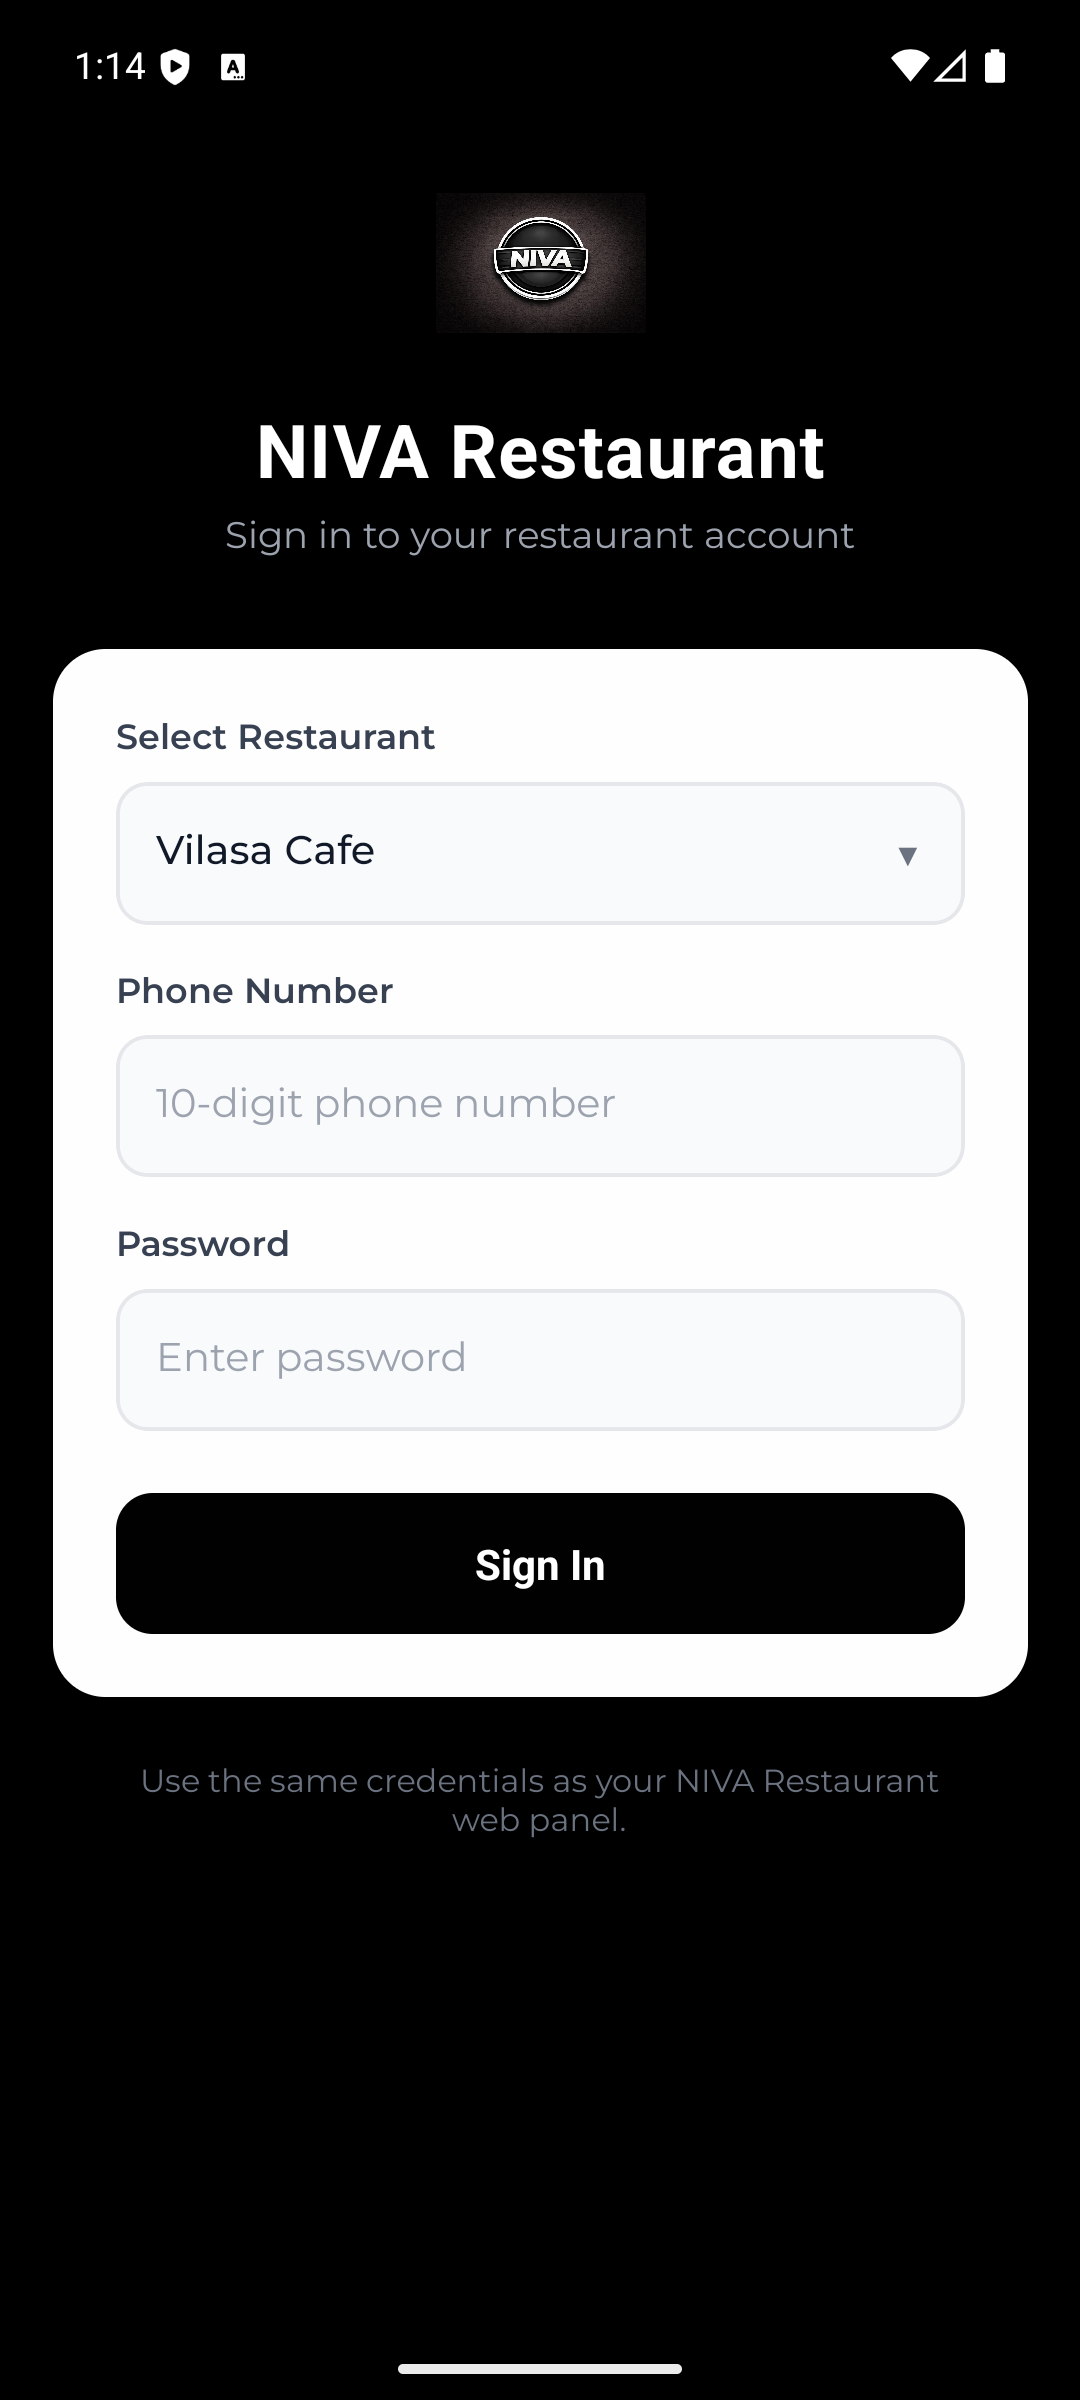 1:14
NIVA
NIVA Restaurant
Sign in to your restaurant account
Select Restaurant
Vilasa Cafe
Phone Number
10-digit phone number
Password
Enter password
Sign In
Use the same credentials as your NIVA Restaurant
web panel.